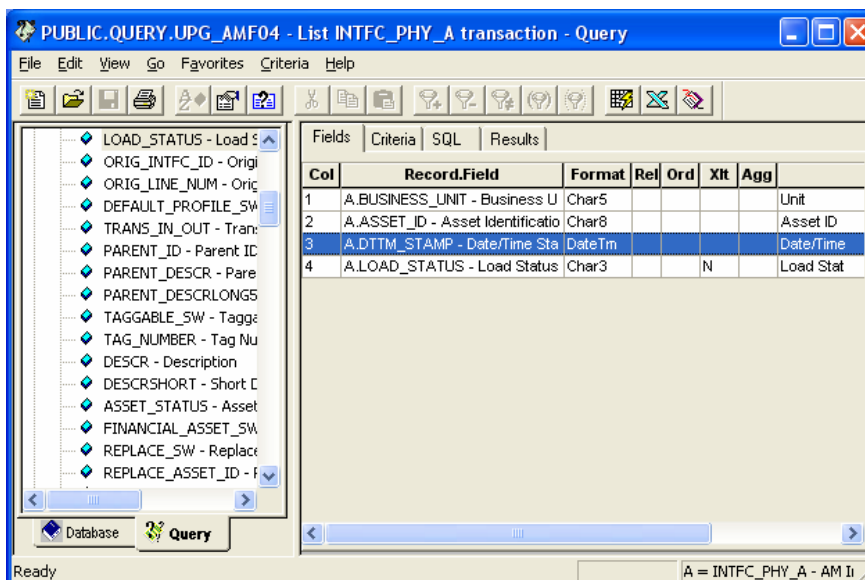 PUBLIC.QUERY.UPG_AMF04 - List INTFC_PHY_A transaction - Query
File Edit View Go Favorites Criteria Help
LOAD_STATUS - Load S
ORIG_INTFC_ID - Origi
ORIG_LINE_NUM - Orig
DEFAULT_PROFILE_SW
TRANS_IN_OUT - Trans
PARENT_ID - Parent ID
PARENT_DESCR - Pare
PARENT_DESCRLONG5
TAGGABLE_SW - Tagga
TAG_NUMBER - Tag Nu
DESCR - Description
DESCRSHORT - Short D
ASSET_STATUS - Asset
FINANCIAL_ASSET_SW
REPLACE_SW - Replace
REPLACE_ASSET_ID - R
Database Query
Fields Criteria SQL Results
Col Record.Field Format Rel Ord Xlt Agg
1 A.BUSINESS_UNIT - Business U Char5 Unit
2 A.ASSET_ID - Asset Identificatio Char8 Asset ID
3 A.DTTM_STAMP - Date/Time Sta DateTm Date/Time
4 A.LOAD_STATUS - Load Status Char3 N Load Stat
Ready A = INTFC_PHY_A - AM I